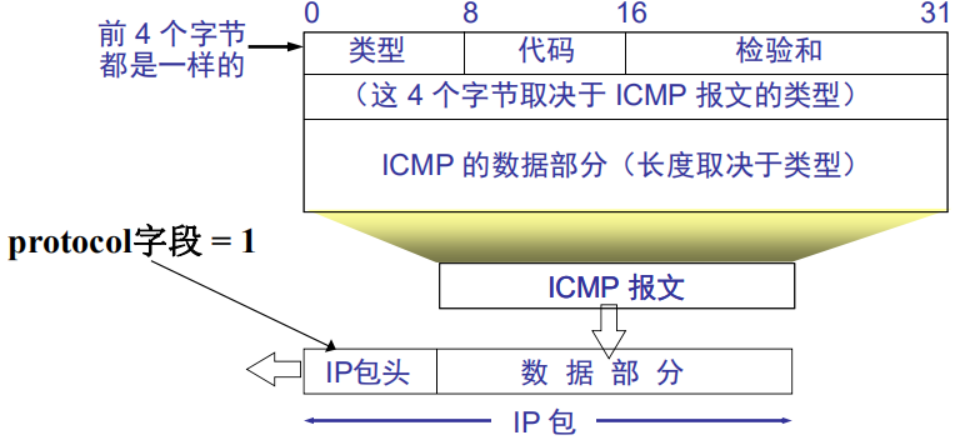 0 8 16 31
前 4 个字节
都是一样的
类型 代码 检验和
（这 4 个字节取决于 ICMP 报文的类型）
ICMP 的数据部分（长度取决于类型）
protocol字段 = 1
ICMP 报文
IP包头 数 据 部 分
IP 包